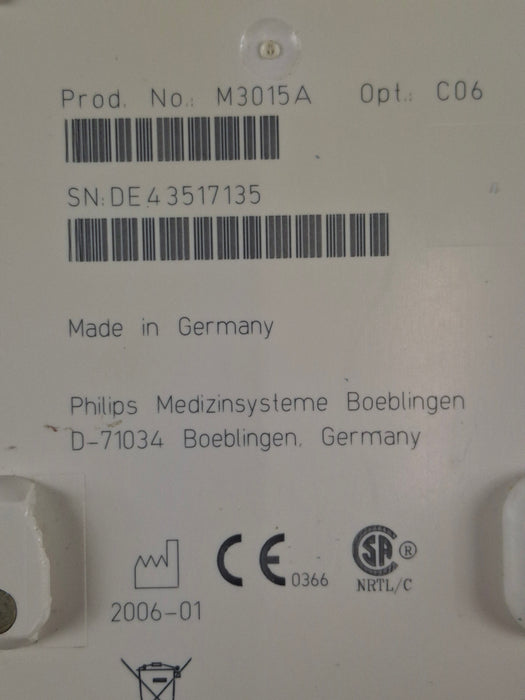 Prod. No.: M3015A Opt.: C06
SN:DE43517135
Made in Germany
Philips Medizinsysteme Boeblingen
D-71034 Boeblingen, Germany
CE 0366
SA ®
NRTL/C
2006-01